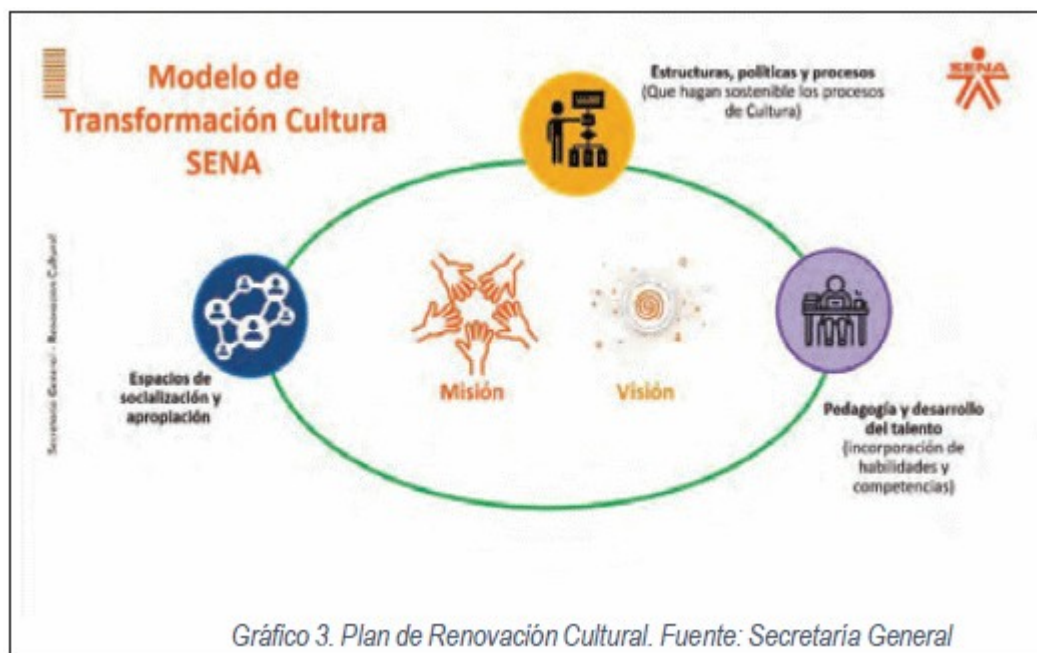 Modelo de
Transformación Cultura
SENA
Estructuras, políticas y procesos
(Que hagan sostenible los procesos
de Cultura)
SENA
Secretaría General - Renovación Cultural
Espacios de
socialización y
apropiación
Misión
Visión
Pedagogía y desarrollo
del talento
(incorporación de
habilidades y
competencias)
Gráfico 3. Plan de Renovación Cultural. Fuente: Secretaría General